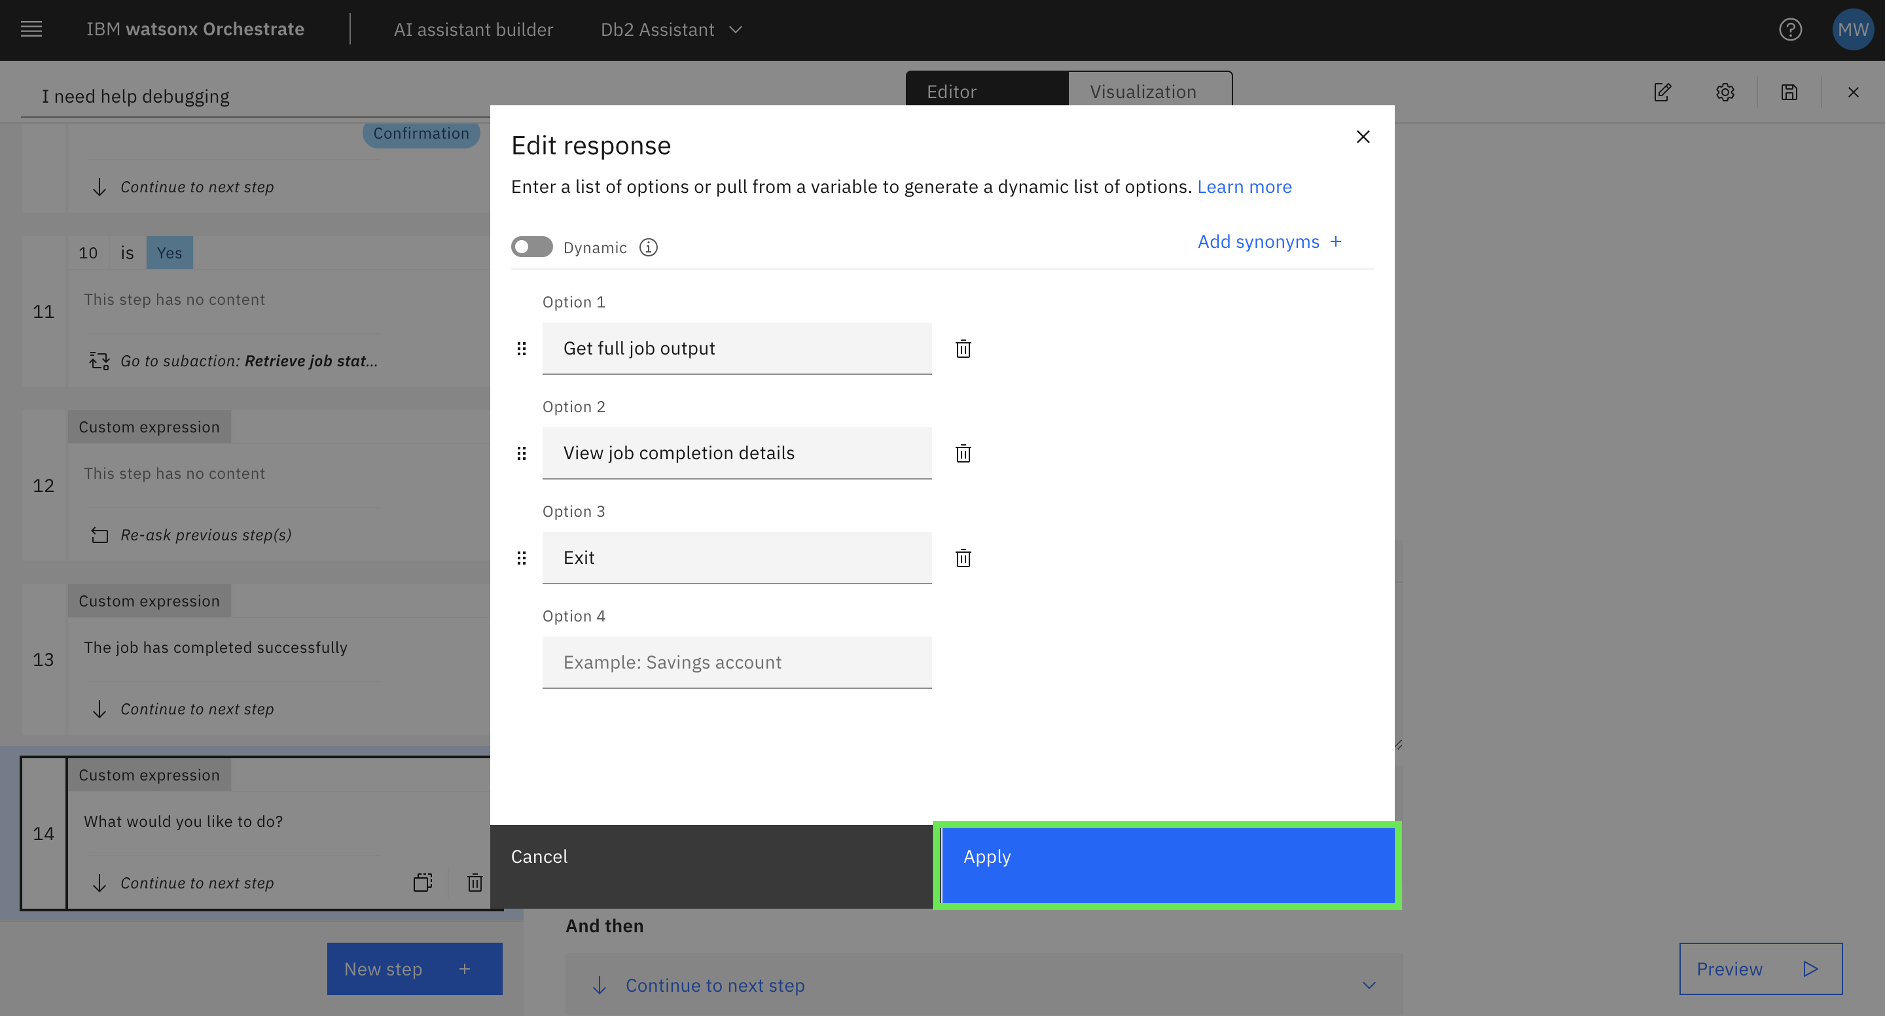 IBM watsonx Orchestrate
AI assistant builder
Db2 Assistant
MW
I need help debugging
Editor
Visualization
Confirmation
Continue to next step
10 is Yes
11
This step has no content
Go to subaction: Retrieve job stat...
Custom expression
12
This step has no content
Re-ask previous step(s)
Custom expression
13
The job has completed successfully
Continue to next step
Custom expression
14
What would you like to do?
Continue to next step
New step +
Edit response
Enter a list of options or pull from a variable to generate a dynamic list of options. Learn more
Dynamic
Add synonyms +
Option 1
Get full job output
Option 2
View job completion details
Option 3
Exit
Option 4
Example: Savings account
Cancel
Apply
And then
Continue to next step
Preview